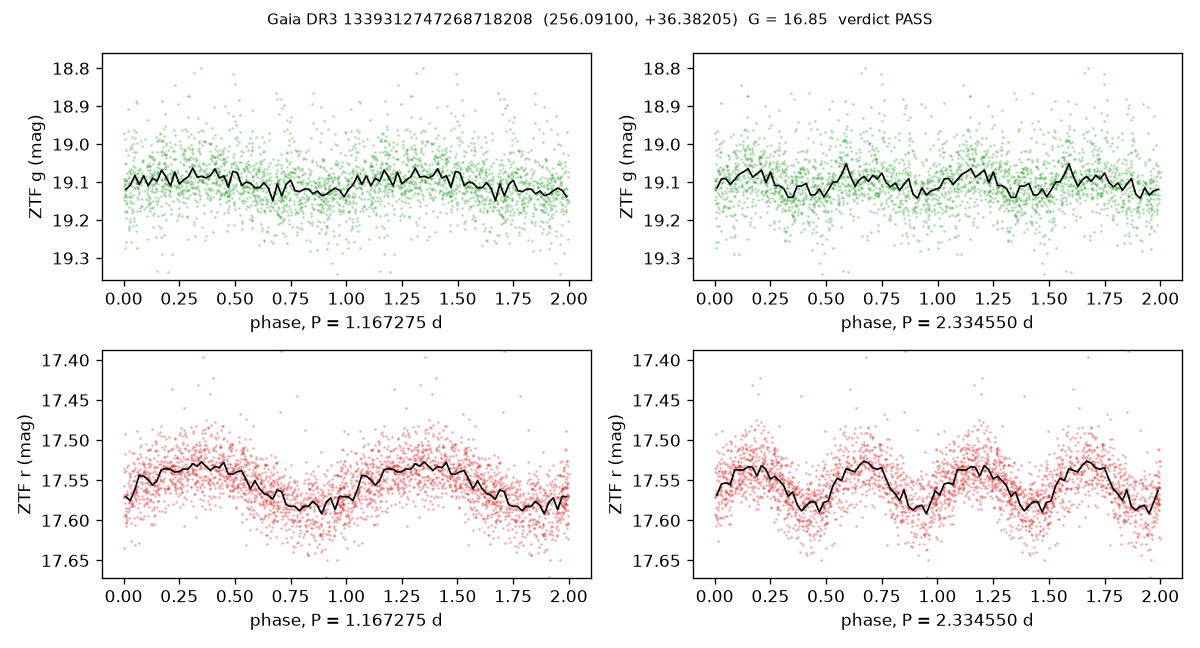 Gaia DR3 1339312747268718208 (256.09100, +36.38205) G = 16.85 verdict PASS
ZTF g (mag)
18.8
18.9
19.0
19.1
19.2
19.3
0.00 0.25 0.50 0.75 1.00 1.25 1.50 1.75 2.00
phase, P = 1.167275 d
ZTF g (mag)
18.8
18.9
19.0
19.1
19.2
19.3
0.00 0.25 0.50 0.75 1.00 1.25 1.50 1.75 2.00
phase, P = 2.334550 d
ZTF r (mag)
17.40
17.45
17.50
17.55
17.60
17.65
0.00 0.25 0.50 0.75 1.00 1.25 1.50 1.75 2.00
phase, P = 1.167275 d
ZTF r (mag)
17.40
17.45
17.50
17.55
17.60
17.65
0.00 0.25 0.50 0.75 1.00 1.25 1.50 1.75 2.00
phase, P = 2.334550 d